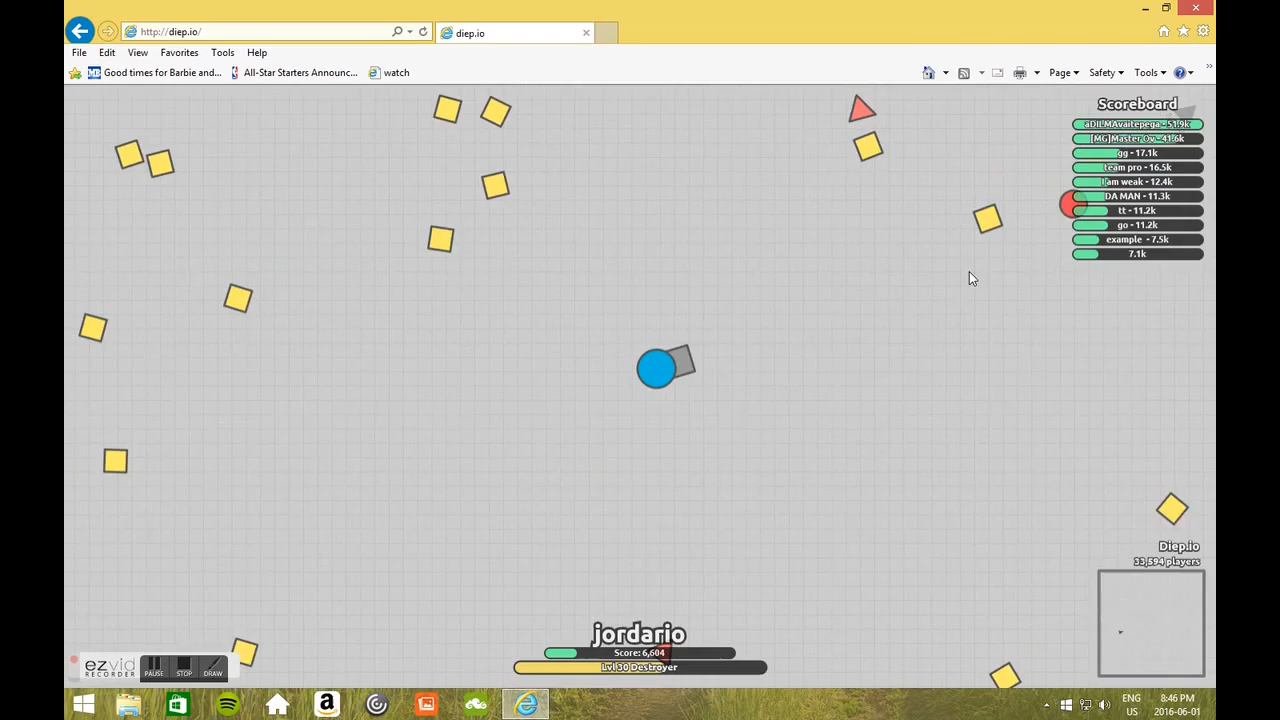 http://diep.io/
diep.io
File Edit View Favorites Tools Help
Good times for Barbie and... All-Star Starters Announc... watch
Page Safety Tools
Scoreboard
aDILMAvaitepega - 51.9k
[MG]Master Ov - 41.6k
gg - 17.1k
team pro - 16.5k
I am weak - 12.4k
DA MAN - 11.3k
tt - 11.2k
go - 11.2k
example - 7.5k
7.1k
Diep.io
33,594 players
jordario
Score: 6,604
Lvl 30 Destroyer
ezvid
RECORDER
PAUSE STOP DRAW
ENG
US
8:46 PM
2016-06-01